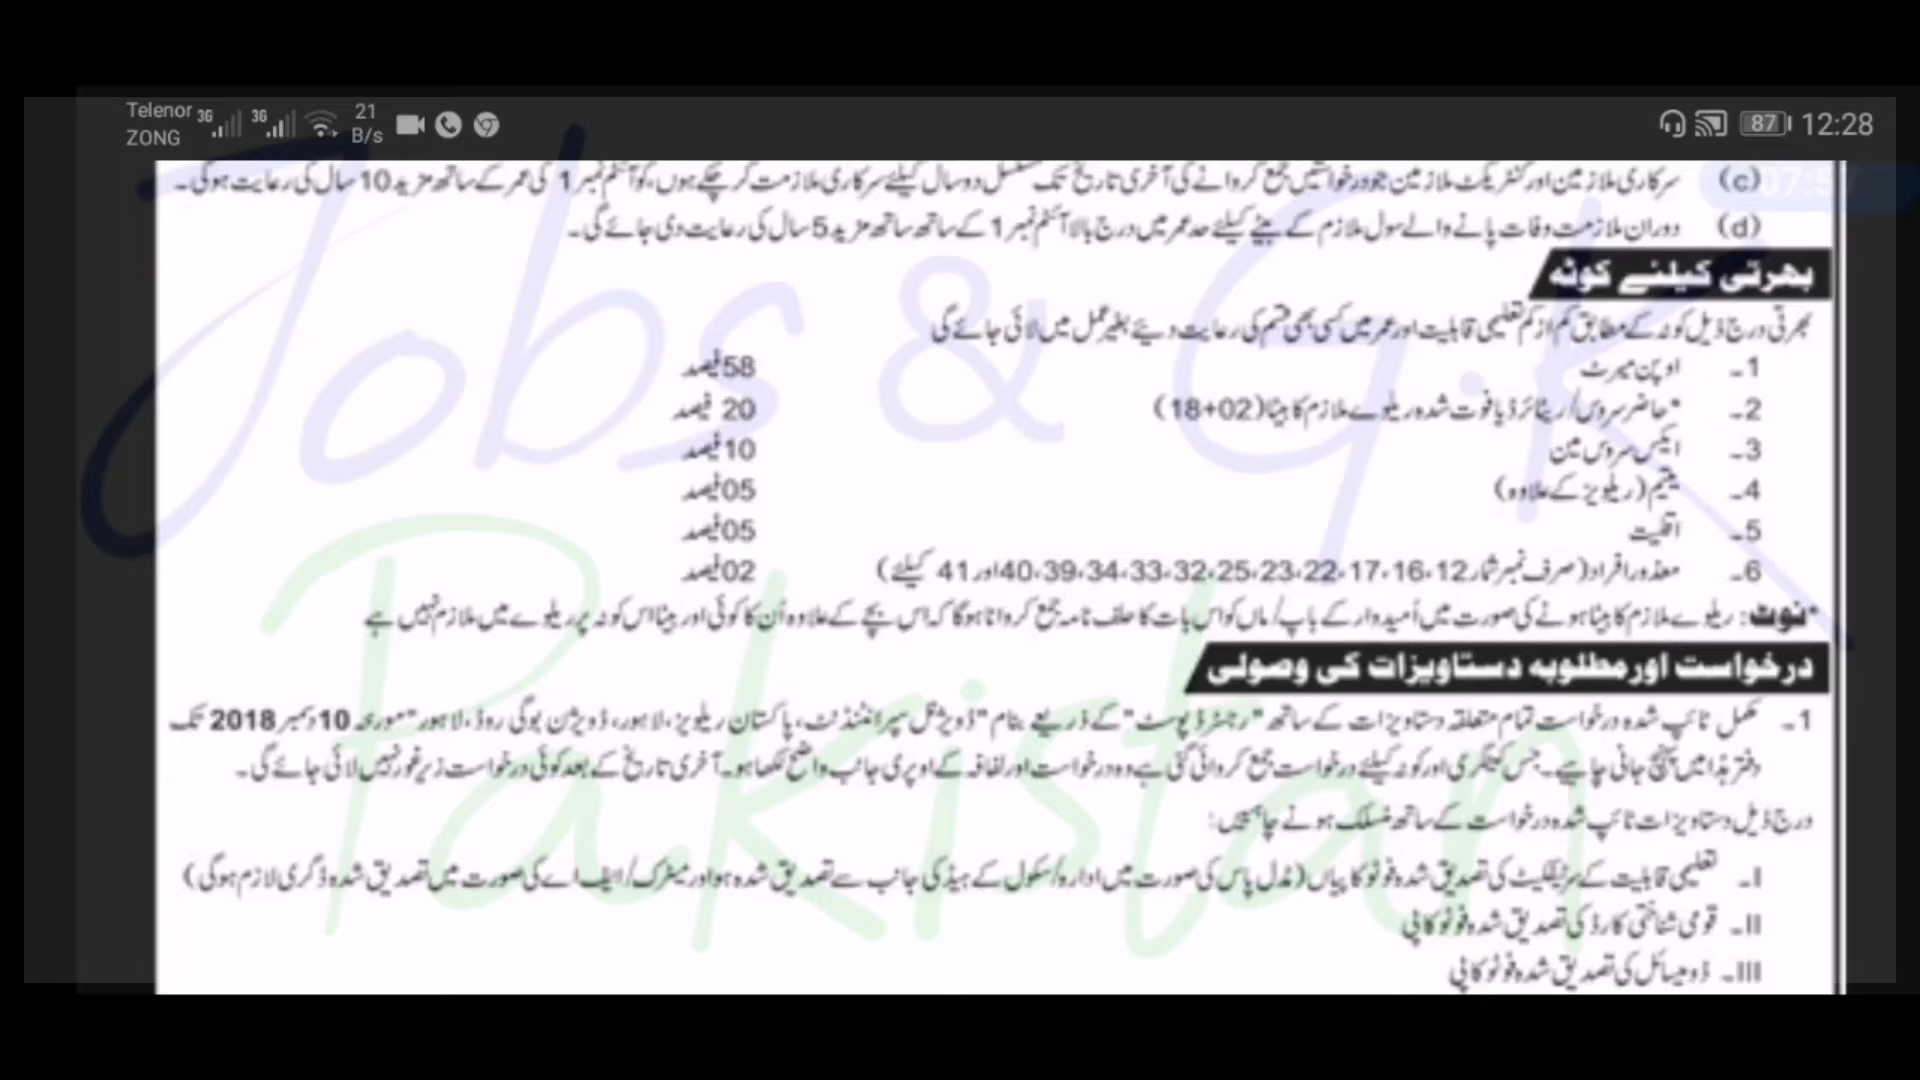 Telenor 3G 3G 21
ZONG B/s 87 12:28
(c) سرکاری ملازمین اور کنٹریکٹ ملازمین جو درخواستیں جمع کروانے کی آخری تاریخ تک مسلسل دو سال کیلئے سرکاری ملازمت کر چکے ہوں، کو آئٹم نمبر 1 کی عمر کے ساتھ مزید 10 سال کی رعایت ہوگی۔
(d) دوران ملازمت وفات پانے والے سول ملازم کے بیٹے کیلئے حد عمر میں درج بالا آئٹم نمبر 1 کے ساتھ ساتھ مزید 5 سال کی رعایت دی جائے گی۔
بھرتی کیلئے کوٹہ
بھرتی درج ذیل کوٹہ کے مطابق کم از کم تعلیمی قابلیت اور عمر میں کسی بھی قسم کی رعایت دیئے بغیر عمل میں لائی جائے گی
1۔ اوپن میرٹ 58 فیصد
2۔ *حاضر سروس/ریٹائرڈ یا فوت شدہ ریلوے ملازم کا بیٹا (18+02) 20 فیصد
3۔ ایکس سروس مین 10 فیصد
4۔ یتیم (ریلویز کے علاوہ) 05 فیصد
5۔ اقلیت 05 فیصد
6۔ معذور افراد (صرف نمبر شمار 12، 16، 17، 22، 23، 25، 32، 33، 34، 39، 40 اور 41 کیلئے) 02 فیصد
*نوٹ: ریلوے ملازم کا بیٹا ہونے کی صورت میں اُمیدوار کے باپ/ماں کو اس بات کا حلف نامہ جمع کروانا ہوگا کہ اس بچے کے علاوہ اُن کا کوئی اور بیٹا اس کوٹہ پر ریلوے میں ملازم نہیں ہے
درخواست اور مطلوبہ دستاویزات کی وصولی
1۔ مکمل ٹائپ شدہ درخواست تمام متعلقہ دستاویزات کے ساتھ "رجسٹرڈ پوسٹ" کے ذریعے بنام "ڈویژنل سپرانٹنڈنٹ، پاکستان ریلویز، لاہور، ڈویژن بوگی روڈ، لاہور" مورخہ 10 دسمبر 2018 تک
دفتر ہذا میں پہنچ جانی چاہیے۔ جس کیٹگری اور کوٹہ کیلئے درخواست جمع کروائی گئی ہے وہ درخواست اور لفافہ کے اوپری جانب واضح لکھا ہو۔ آخری تاریخ کے بعد کوئی درخواست زیرِ غور نہیں لائی جائے گی۔
درج ذیل دستاویزات ٹائپ شدہ درخواست کے ساتھ منسلک ہونے چاہئیں:
I۔ تعلیمی قابلیت کے سرٹیفکیٹ کی تصدیق شدہ فوٹو کاپیاں (مڈل پاس کی صورت میں ادارہ/سکول کے ہیڈ کی جانب سے تصدیق شدہ ہو اور میٹرک/ایف اے کی صورت میں تصدیق شدہ ڈگری لازم ہوگی)
II۔ قومی شناختی کارڈ کی تصدیق شدہ فوٹو کاپی
III۔ ڈومیسائل کی تصدیق شدہ فوٹو کاپی
Jobs & G.K
Pakistan